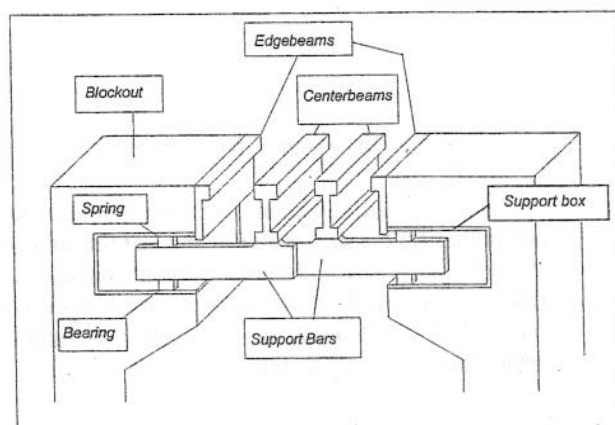 Edgebeams
Blockout
Centerbeams
Spring
Support box
Bearing
Support Bars